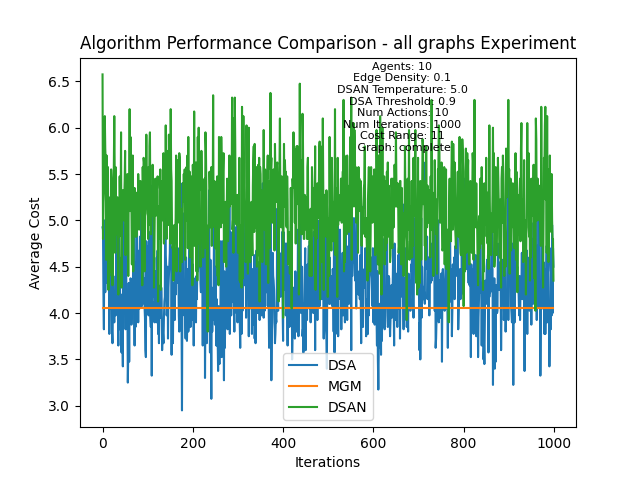 Algorithm Performance Comparison - all graphs Experiment
Agents: 10
Edge Density: 0.1
DSAN Temperature: 5.0
DSA Threshold: 0.9
Num Actions: 10
Num Iterations: 1000
Cost Range: 11
Graph: complete
6.5
6.0
5.5
5.0
4.5
4.0
3.5
3.0
Average Cost
DSA
MGM
DSAN
0
200
400
600
800
1000
Iterations